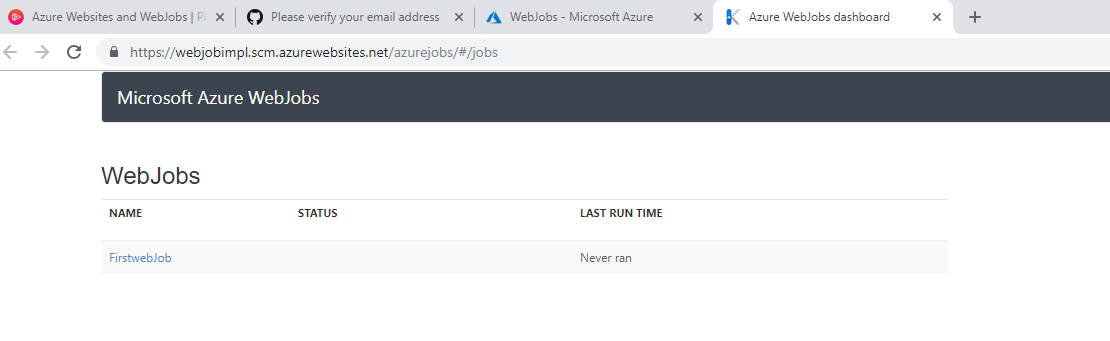 Azure Websites and WebJobs | Pl
Please verify your email address
WebJobs - Microsoft Azure
Azure WebJobs dashboard
https://webjobimpl.scm.azurewebsites.net/azurejobs/#/jobs
Microsoft Azure WebJobs
WebJobs
NAME STATUS LAST RUN TIME
FirstwebJob Never ran